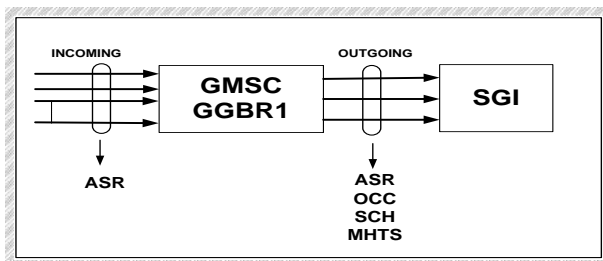 INCOMING
OUTGOING
GMSC
GGBR1
SGI
ASR
ASR
OCC
SCH
MHTS